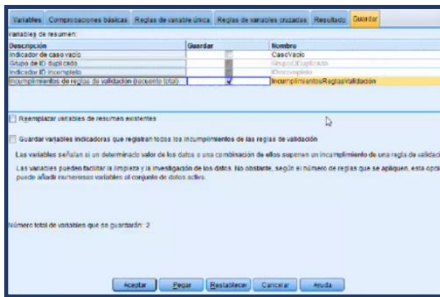 Variables Comprobaciones básicas Reglas de variable única Reglas de variables cruzadas Resultado Guardar
Variables de resumen:
Descripción Guardar Nombre
Indicador de caso vacío CasoVacío
Grupo de ID duplicado GrupoIDDuplicado
Indicador ID incompleto IDIncompleto
Incumplimientos de reglas de validación (recuento total) IncumplimientosReglasValidación
Reemplazar variables de resumen existentes
Guardar variables indicadoras que registran todos los incumplimientos de las reglas de validación
Las variables señalan si un determinado valor de los datos o una combinación de ellos suponen un incumplimiento de una regla de validaci
Las variables pueden facilitar la limpieza y la investigación de los datos. No obstante, según el número de reglas que se apliquen, esta opci
puede añadir numerosas variables al conjunto de datos activo.
Número total de variables que se guardarán: 2
Aceptar Pegar Restablecer Cancelar Ayuda